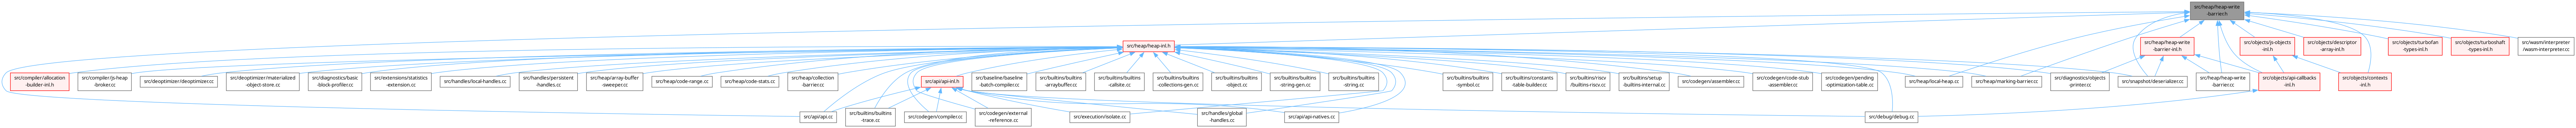 src/heap/heap-write
-barrier.h
src/heap/heap-inl.h
src/heap/heap-write
-barrier-inl.h
src/objects/js-objects
-inl.h
src/objects/descriptor
-array-inl.h
src/objects/turbofan
-types-inl.h
src/objects/turboshaft
-types-inl.h
src/wasm/interpreter
/wasm-interpreter.cc
src/compiler/allocation
-builder-inl.h
src/compiler/js-heap
-broker.cc
src/deoptimizer/deoptimizer.cc
src/deoptimizer/materialized
-object-store.cc
src/diagnostics/basic
-block-profiler.cc
src/extensions/statistics
-extension.cc
src/handles/local-handles.cc
src/handles/persistent
-handles.cc
src/heap/array-buffer
-sweeper.cc
src/heap/code-range.cc
src/heap/code-stats.cc
src/heap/collection
-barrier.cc
src/api/api-inl.h
src/baseline/baseline
-batch-compiler.cc
src/builtins/builtins
-arraybuffer.cc
src/builtins/builtins
-callsite.cc
src/builtins/builtins
-collections-gen.cc
src/builtins/builtins
-object.cc
src/builtins/builtins
-string-gen.cc
src/builtins/builtins
-string.cc
src/builtins/builtins
-symbol.cc
src/builtins/constants
-table-builder.cc
src/builtins/riscv
/builtins-riscv.cc
src/builtins/setup
-builtins-internal.cc
src/codegen/assembler.cc
src/codegen/code-stub
-assembler.cc
src/codegen/pending
-optimization-table.cc
src/heap/local-heap.cc
src/heap/marking-barrier.cc
src/diagnostics/objects
-printer.cc
src/snapshot/deserializer.cc
src/heap/heap-write
-barrier.cc
src/objects/api-callbacks
-inl.h
src/objects/contexts
-inl.h
src/api/api.cc
src/builtins/builtins
-trace.cc
src/codegen/compiler.cc
src/codegen/external
-reference.cc
src/execution/isolate.cc
src/handles/global
-handles.cc
src/api/api-natives.cc
src/debug/debug.cc